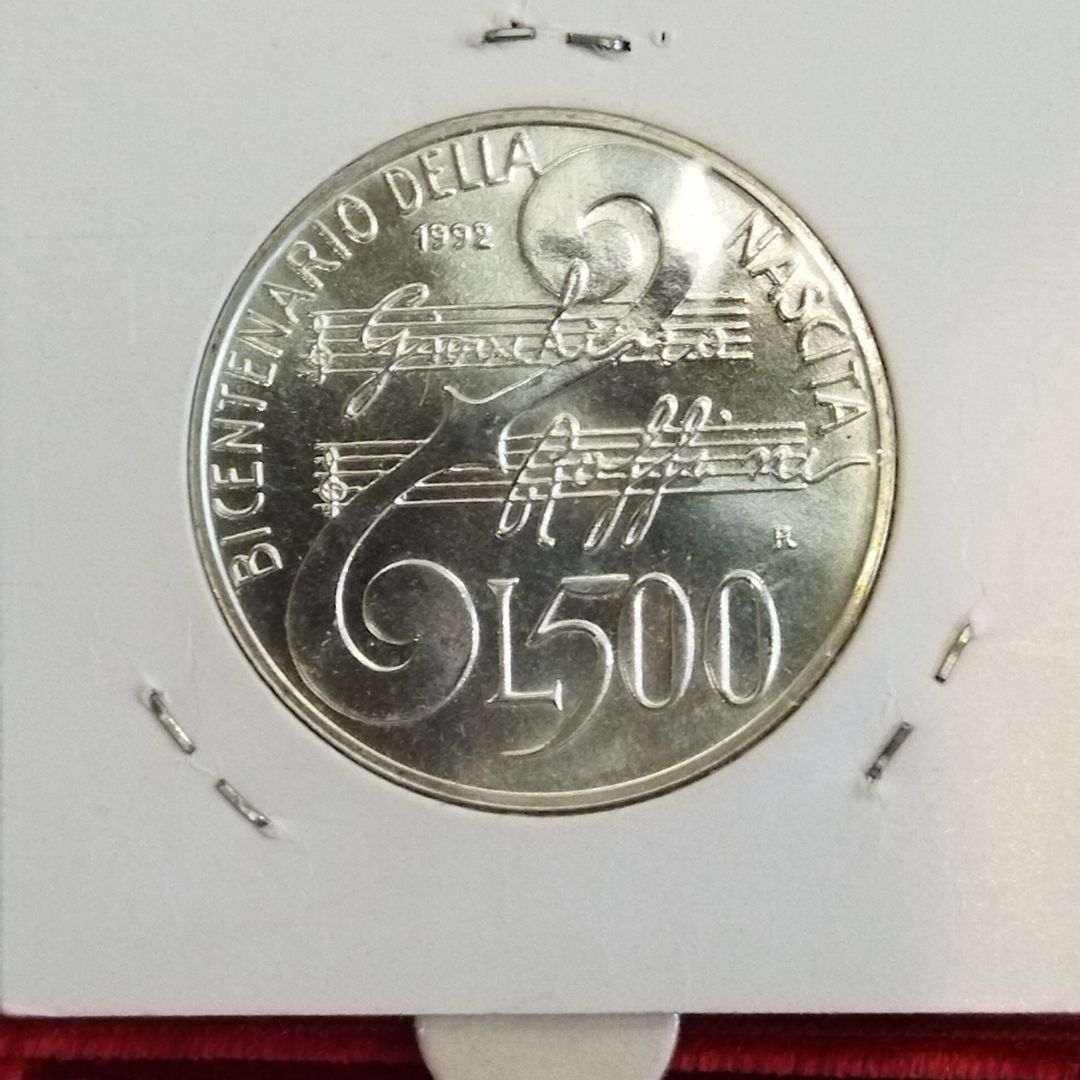 BICENTENARIO DELLA NASCITA
1992
Gioachino
Rossini
R
L500